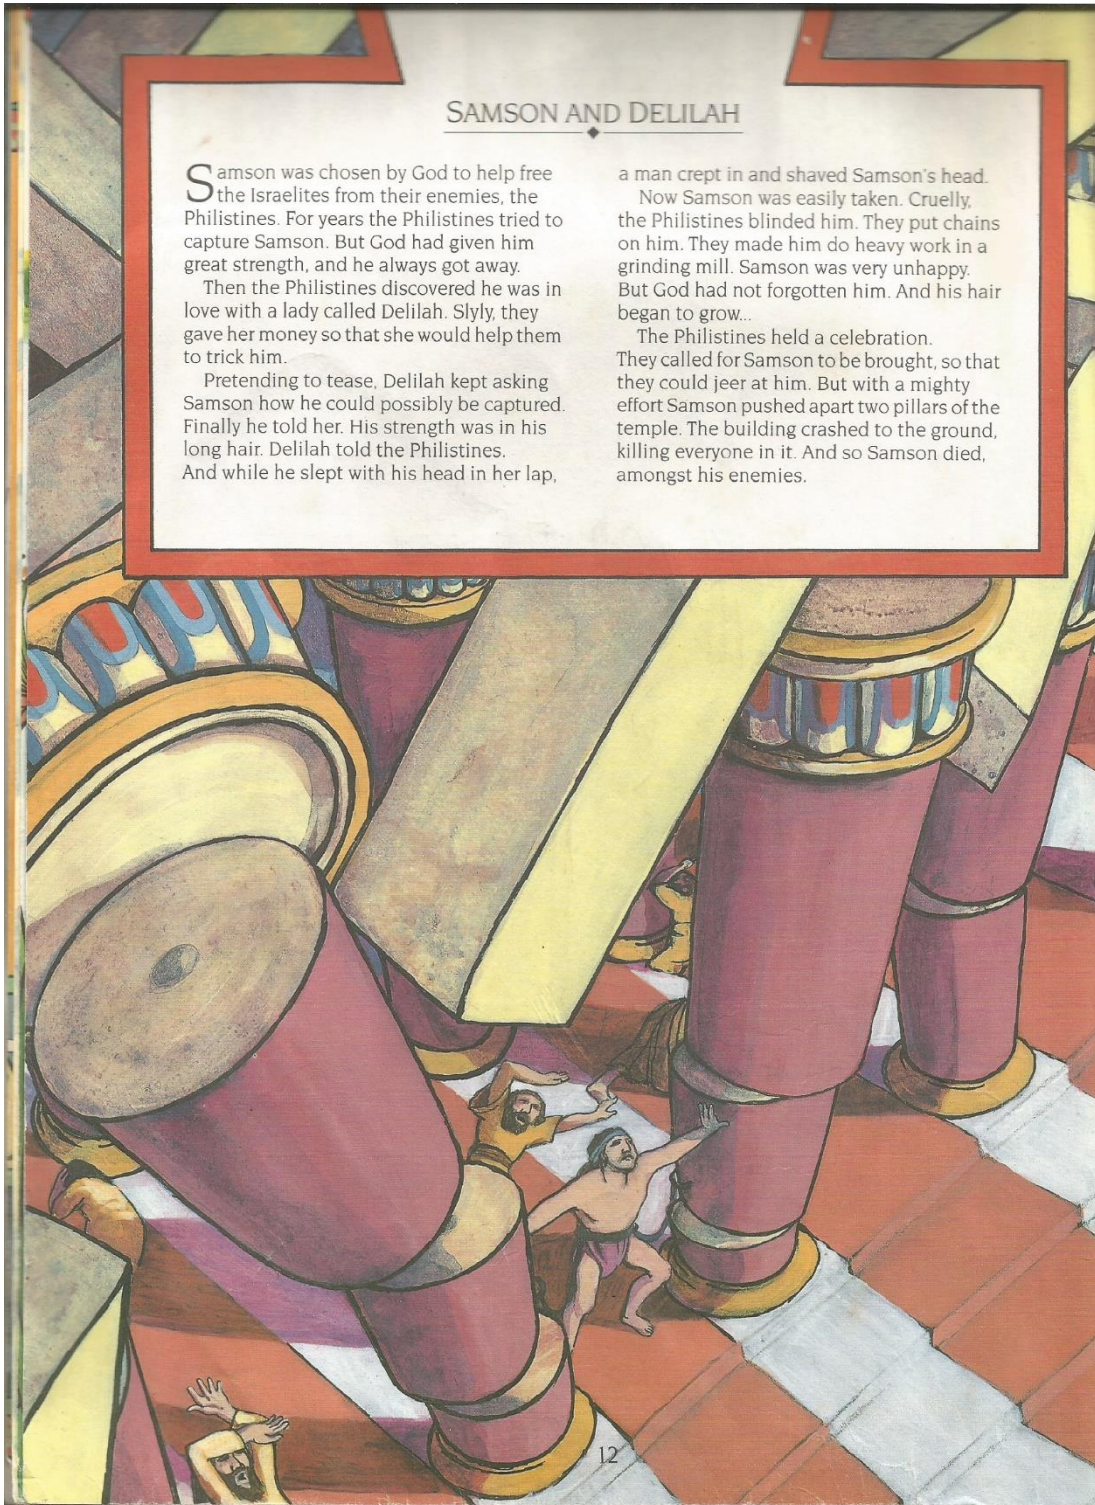 SAMSON AND DELILAH
Samson was chosen by God to help free
the Israelites from their enemies, the
Philistines. For years the Philistines tried to
capture Samson. But God had given him
great strength, and he always got away.
Then the Philistines discovered he was in
love with a lady called Delilah. Slyly, they
gave her money so that she would help them
to trick him.
Pretending to tease, Delilah kept asking
Samson how he could possibly be captured.
Finally he told her. His strength was in his
long hair. Delilah told the Philistines.
And while he slept with his head in her lap,
a man crept in and shaved Samson's head.
Now Samson was easily taken. Cruelly,
the Philistines blinded him. They put chains
on him. They made him do heavy work in a
grinding mill. Samson was very unhappy.
But God had not forgotten him. And his hair
began to grow...
The Philistines held a celebration.
They called for Samson to be brought, so that
they could jeer at him. But with a mighty
effort Samson pushed apart two pillars of the
temple. The building crashed to the ground,
killing everyone in it. And so Samson died,
amongst his enemies.
12